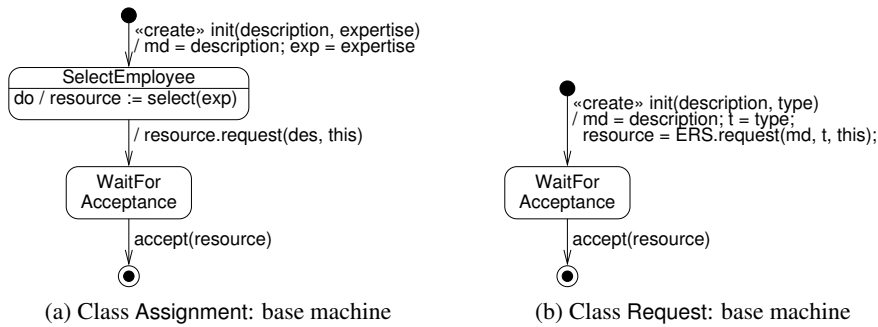 «create» init(description, expertise)
/ md = description; exp = expertise
SelectEmployee
do / resource := select(exp)
/ resource.request(des, this)
WaitFor
Acceptance
accept(resource)
(a) Class Assignment: base machine
«create» init(description, type)
/ md = description; t = type;
resource = ERS.request(md, t, this);
WaitFor
Acceptance
accept(resource)
(b) Class Request: base machine